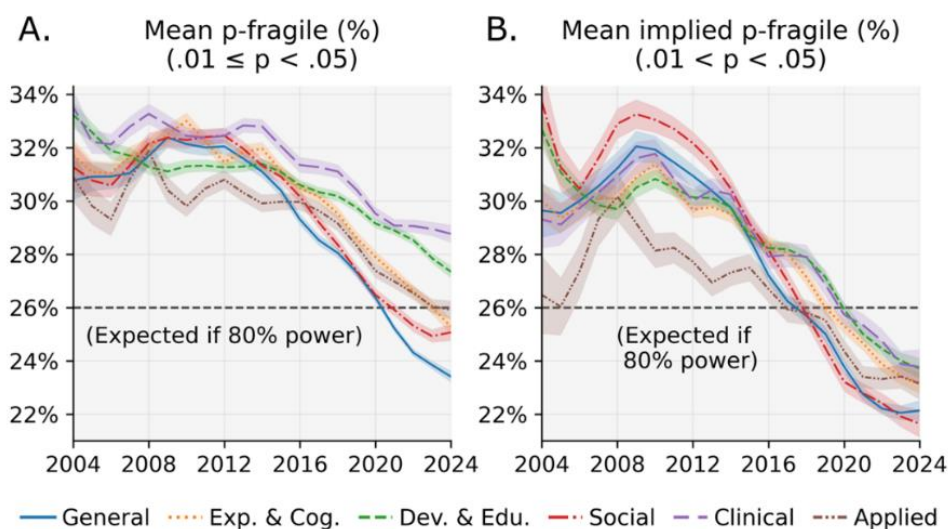 A.
Mean p-fragile (%)
(.01 ≤ p < .05)
34%
32%
30%
28%
26%
24%
22%
(Expected if 80% power)
2004 2008 2012 2016 2020 2024
B.
Mean implied p-fragile (%)
(.01 < p < .05)
34%
32%
30%
28%
26%
24%
22%
(Expected if
80% power)
2004 2008 2012 2016 2020 2024
General Exp. & Cog. Dev. & Edu. Social Clinical Applied